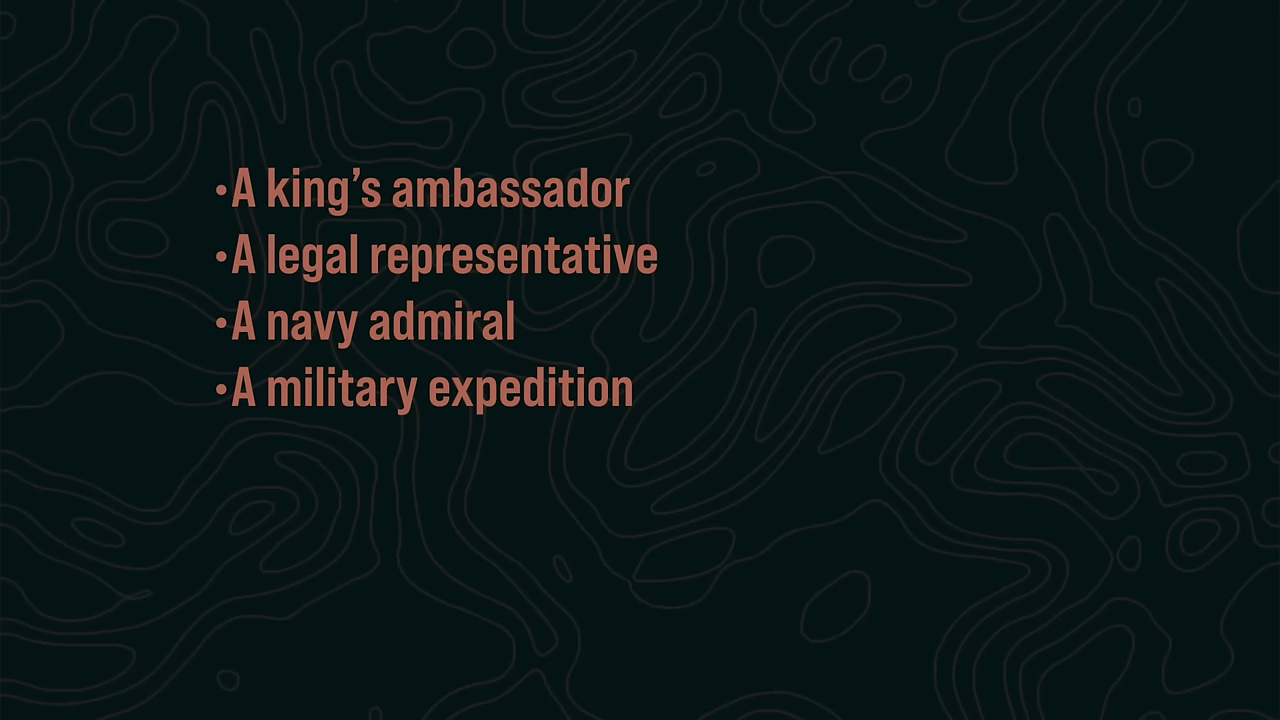 •A king’s ambassador
•A legal representative
•A navy admiral
•A military expedition